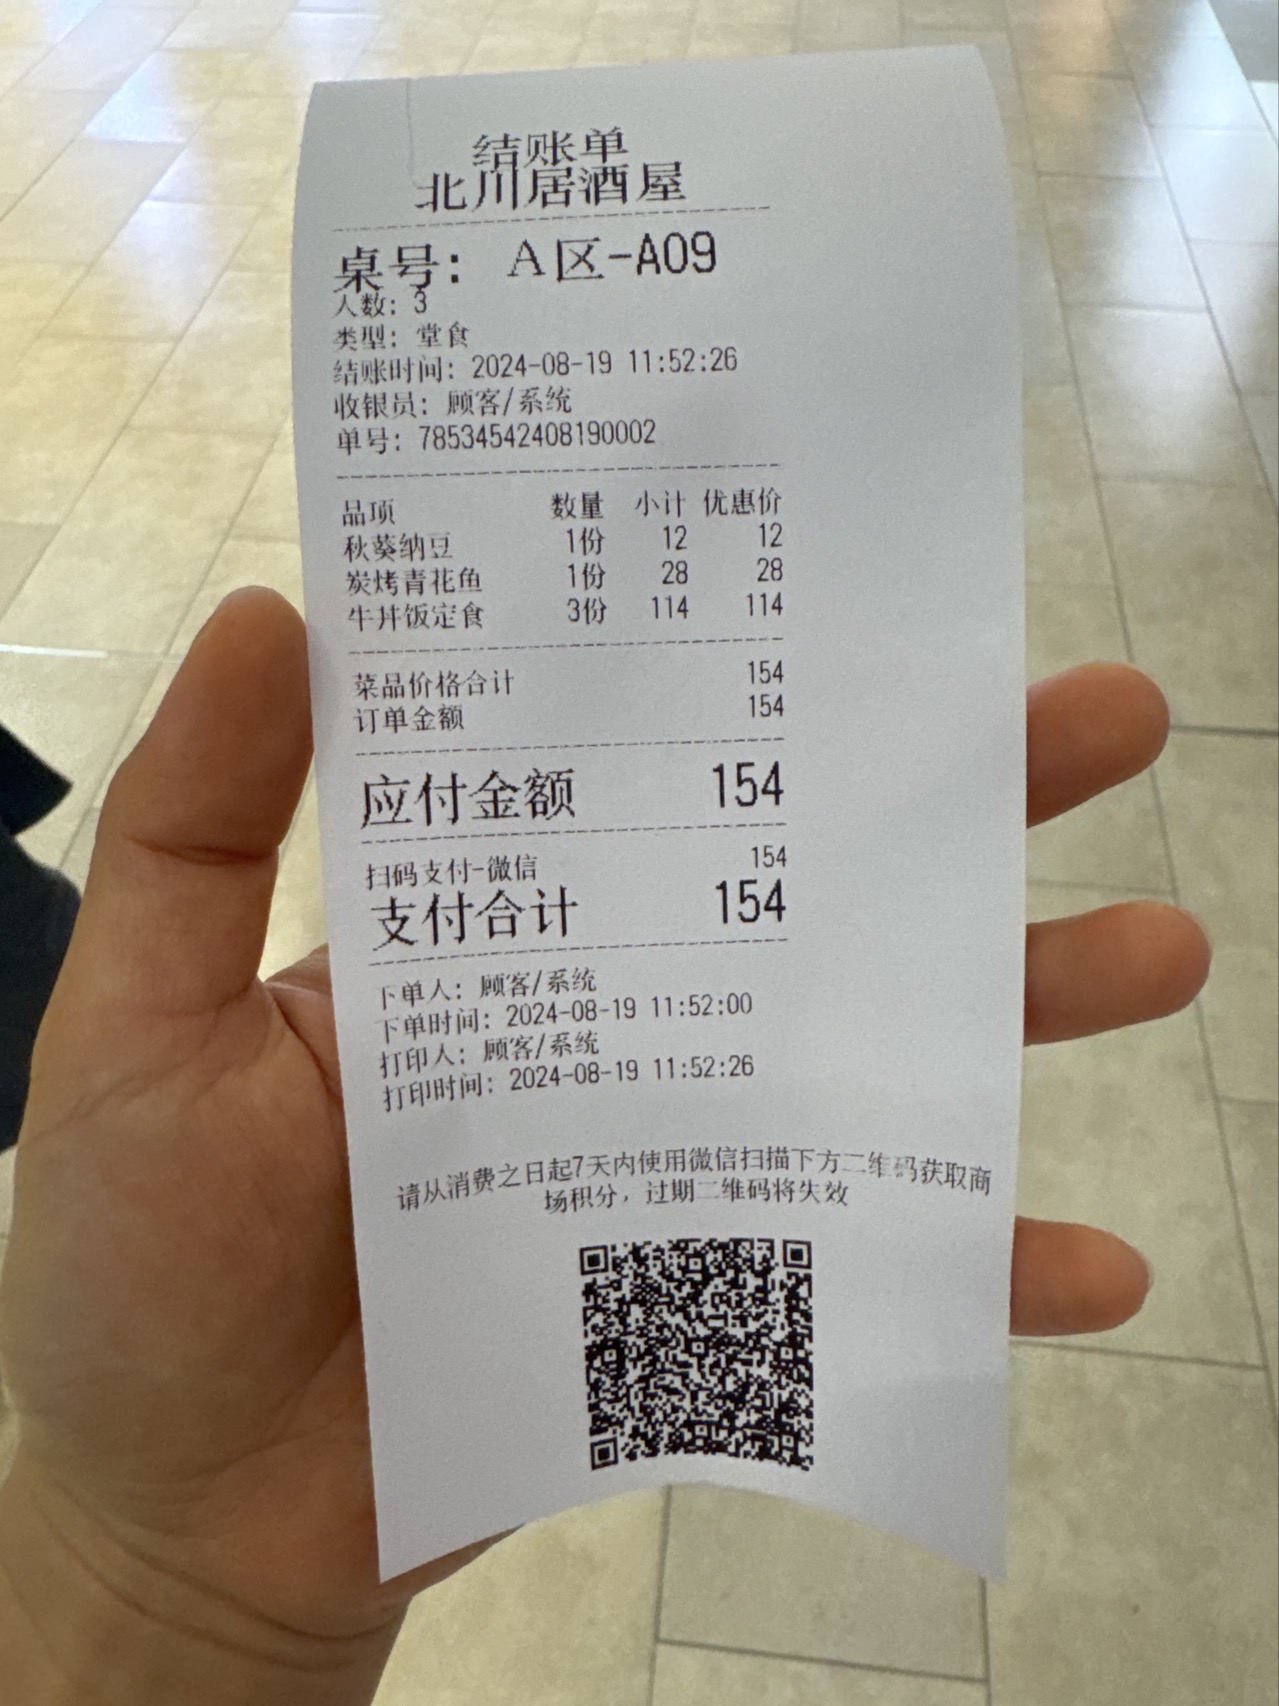 结账单
北川居酒屋
桌号： A区-A09
人数：3
类型：堂食
结账时间：2024-08-19 11:52:26
收银员：顾客/系统
单号：78534542408190002
品项 数量 小计 优惠价
秋葵纳豆 1份 12 12
炭烤青花鱼 1份 28 28
牛丼饭定食 3份 114 114
菜品价格合计 154
订单金额 154
应付金额 154
扫码支付-微信 154
支付合计 154
下单人：顾客/系统
下单时间：2024-08-19 11:52:00
打印人：顾客/系统
打印时间：2024-08-19 11:52:26
请从消费之日起7天内使用微信扫描下方二维码获取商
场积分，过期二维码将失效